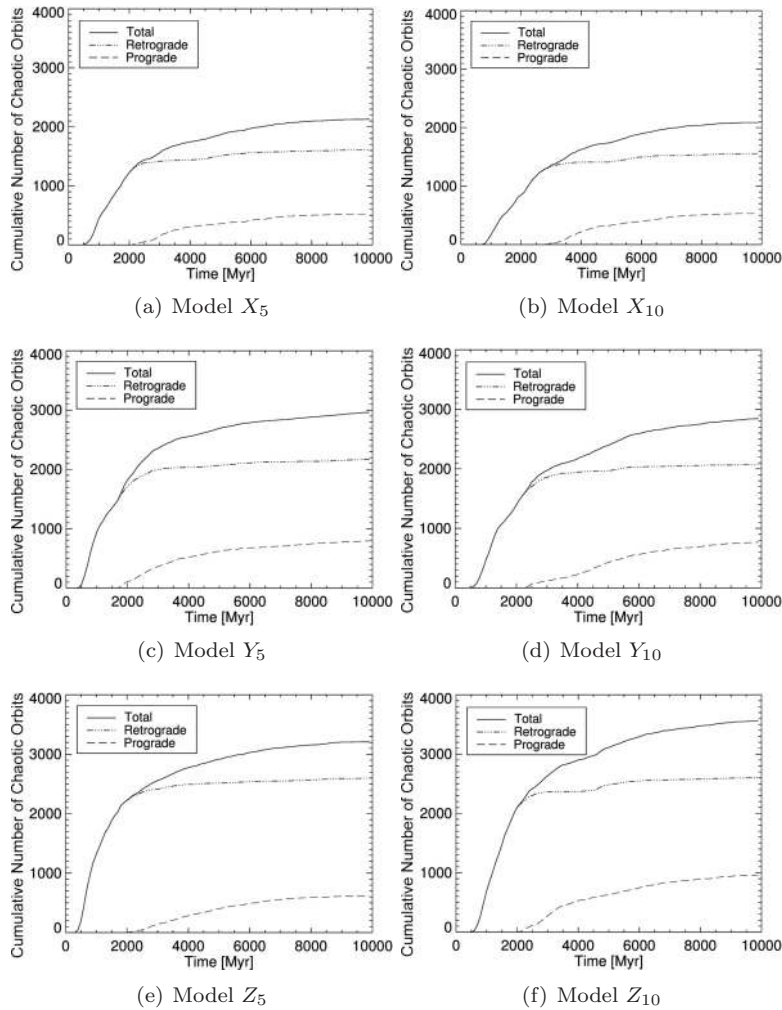 4000
3000
2000
1000
0
Cumulative Number of Chaotic Orbits
Total
Retrograde
Prograde
0 2000 4000 6000 8000 10000
Time [Myr]
(a) Model X5
4000
3000
2000
1000
0
Cumulative Number of Chaotic Orbits
Total
Retrograde
Prograde
0 2000 4000 6000 8000 10000
Time [Myr]
(b) Model X10
4000
3000
2000
1000
0
Cumulative Number of Chaotic Orbits
Total
Retrograde
Prograde
0 2000 4000 6000 8000 10000
Time [Myr]
(c) Model Y5
4000
3000
2000
1000
0
Cumulative Number of Chaotic Orbits
Total
Retrograde
Prograde
0 2000 4000 6000 8000 10000
Time [Myr]
(d) Model Y10
4000
3000
2000
1000
0
Cumulative Number of Chaotic Orbits
Total
Retrograde
Prograde
0 2000 4000 6000 8000 10000
Time [Myr]
(e) Model Z5
4000
3000
2000
1000
0
Cumulative Number of Chaotic Orbits
Total
Retrograde
Prograde
0 2000 4000 6000 8000 10000
Time [Myr]
(f) Model Z10